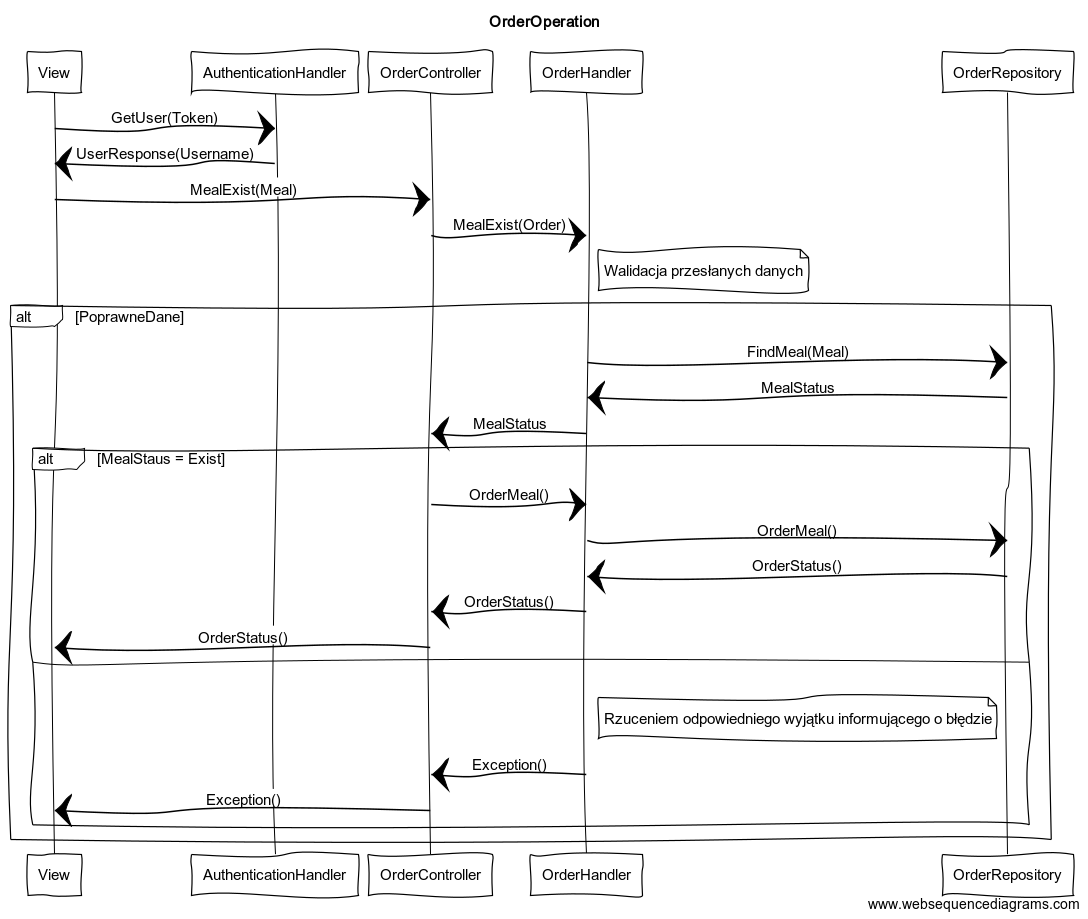 OrderOperation
View
AuthenticationHandler
OrderController
OrderHandler
OrderRepository
GetUser(Token)
UserResponse(Username)
MealExist(Meal)
MealExist(Order)
Walidacja przesłanych danych
alt
[PoprawneDane]
FindMeal(Meal)
MealStatus
MealStatus
alt
[MealStaus = Exist]
OrderMeal()
OrderMeal()
OrderStatus()
OrderStatus()
OrderStatus()
Rzuceniem odpowiedniego wyjątku informującego o błędzie
Exception()
Exception()
View
AuthenticationHandler
OrderController
OrderHandler
OrderRepository
www.websequencediagrams.com